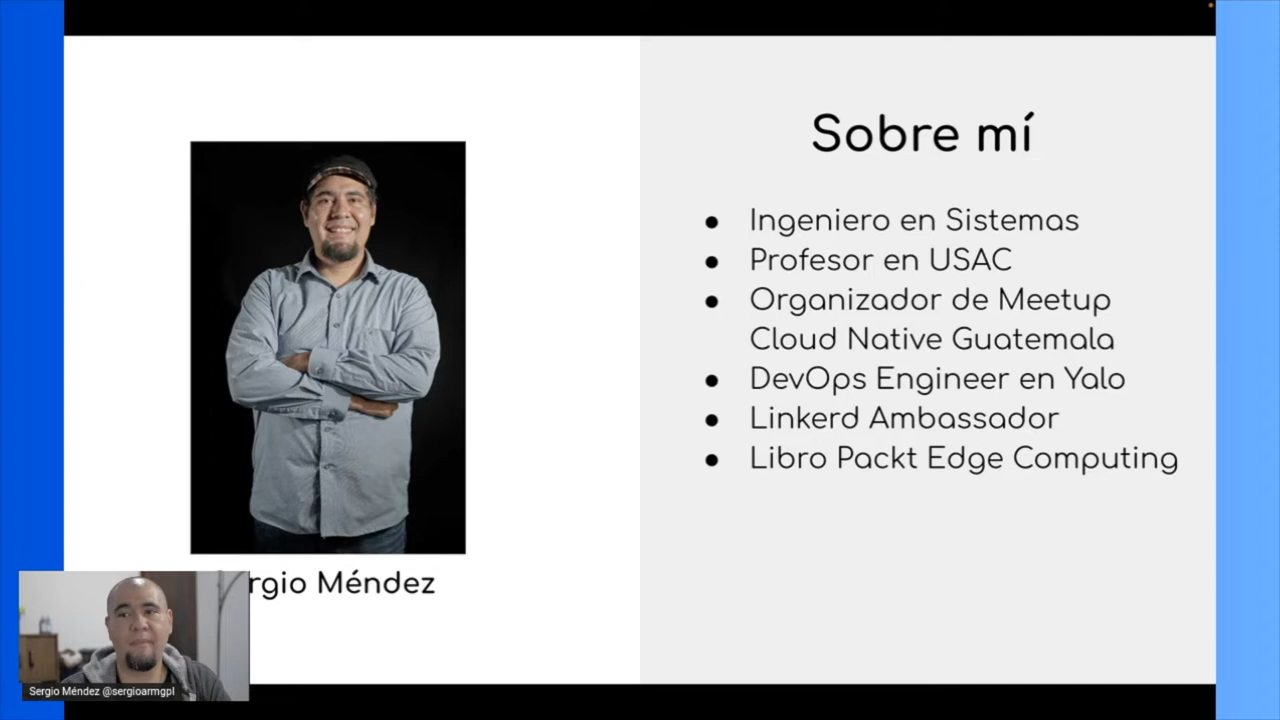 Sobre mí
● Ingeniero en Sistemas
● Profesor en USAC
● Organizador de Meetup
Cloud Native Guatemala
● DevOps Engineer en Yalo
● Linkerd Ambassador
● Libro Packt Edge Computing
rgio Méndez
Sergio Méndez @sergioarmgpl